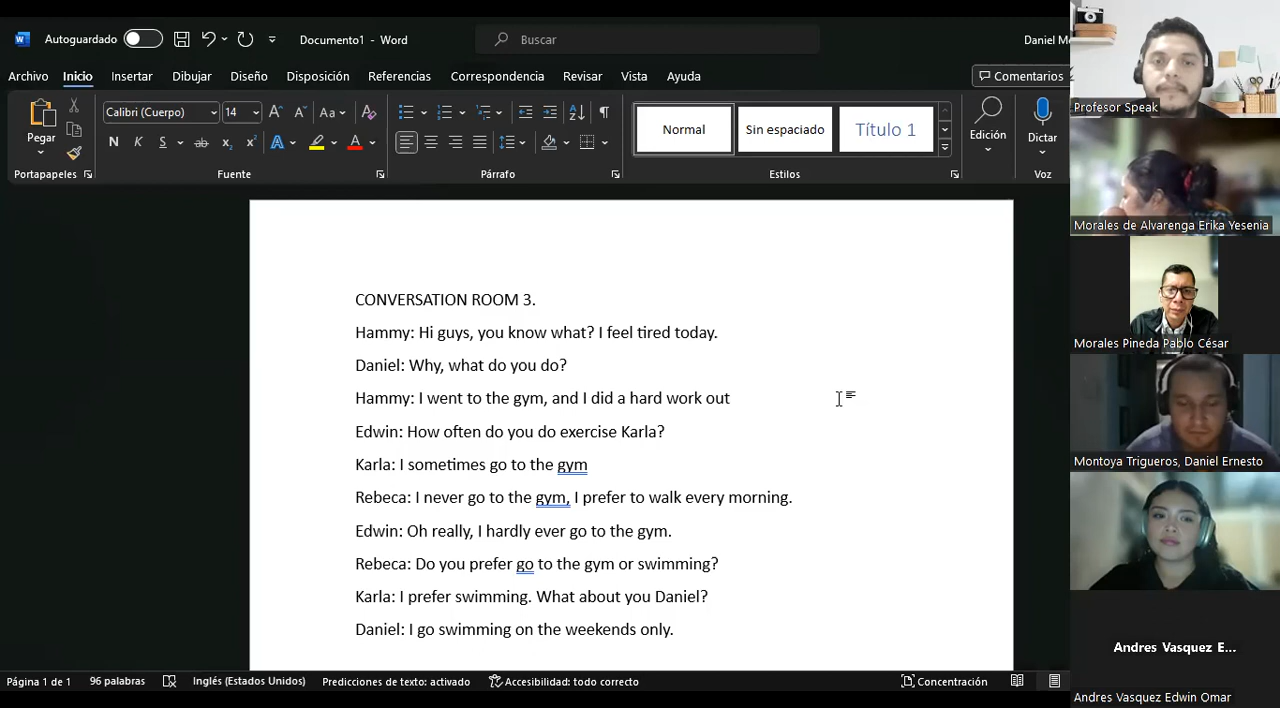 Autoguardado
Documento1 - Word
Buscar
Daniel Mo
Archivo Inicio Insertar Dibujar Diseño Disposición Referencias Correspondencia Revisar Vista Ayuda
Comentarios
Pegar
Calibri (Cuerpo) 14
Normal
Sin espaciado
Título 1
Edición
Dictar
Portapapeles Fuente Párrafo Estilos Voz
CONVERSATION ROOM 3.
Hammy: Hi guys, you know what? I feel tired today.
Daniel: Why, what do you do?
Hammy: I went to the gym, and I did a hard work out
Edwin: How often do you do exercise Karla?
Karla: I sometimes go to the gym
Rebeca: I never go to the gym, I prefer to walk every morning.
Edwin: Oh really, I hardly ever go to the gym.
Rebeca: Do you prefer go to the gym or swimming?
Karla: I prefer swimming. What about you Daniel?
Daniel: I go swimming on the weekends only.
Página 1 de 1 96 palabras Inglés (Estados Unidos) Predicciones de texto: activado Accesibilidad: todo correcto Concentración
Profesor Speak
Morales de Alvarenga Erika Yesenia
Morales Pineda Pablo César
Montoya Trigueros, Daniel Ernesto
Andres Vasquez E...
Andres Vasquez Edwin Omar